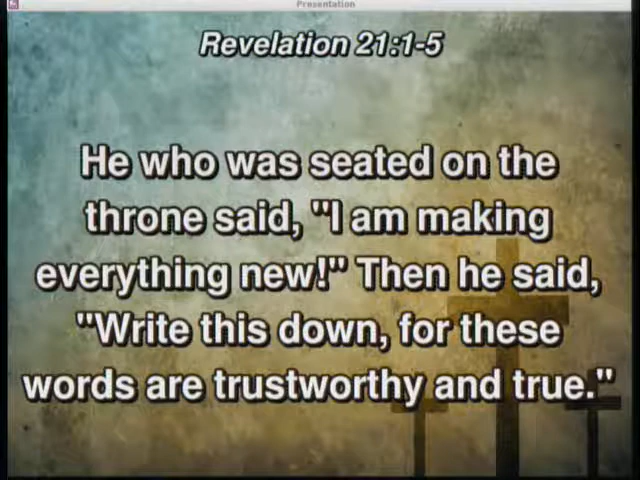 Presentation
Revelation 21:1-5
He who was seated on the
throne said, "I am making
everything new!" Then he said,
"Write this down, for these
words are trustworthy and true."